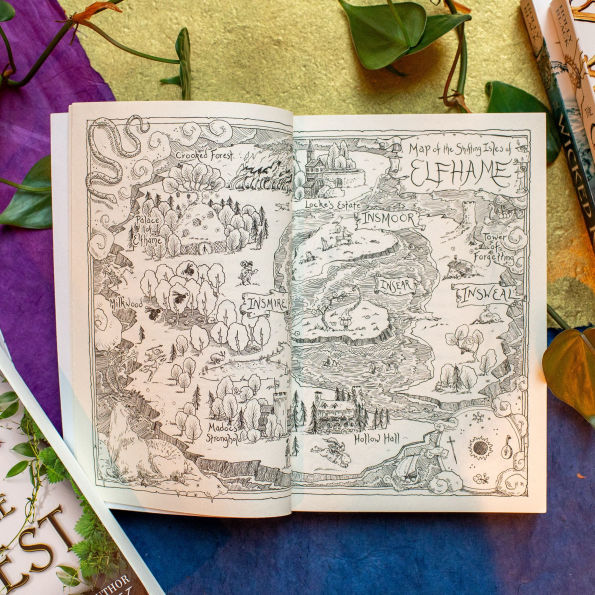 Map of the Shifting Isles of
ELFHAME
Crooked Forest
Locke's Estate
INSMOOR
Palace
of
Elfhame
Tower
of
Forgetting
INSEAR
INSWEAL
Milkwood
INSMIRE
Madoc's
Stronghold
Hollow Hall
WICKED
EST
AUTHOR